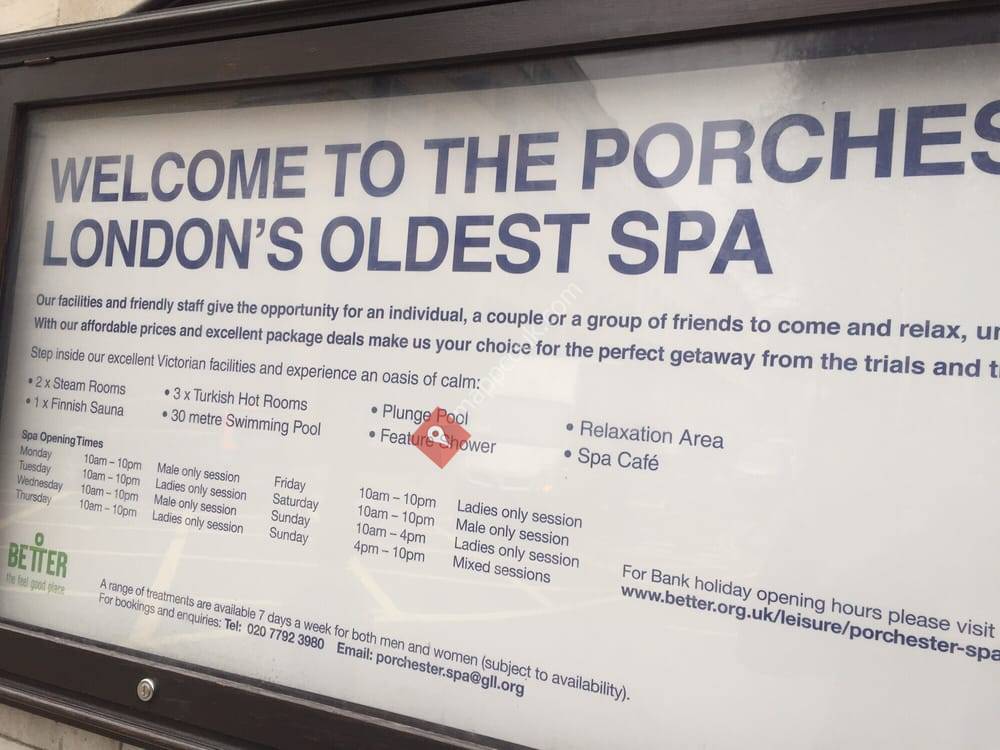 WELCOME TO THE PORCHES
LONDON'S OLDEST SPA
Our facilities and friendly staff give the opportunity for an individual, a couple or a group of friends to come and relax,
With our affordable prices and excellent package deals make us your choice for the perfect getaway from the trials and
Step inside our excellent Victorian facilities and experience an oasis of calm:
• 2 x Steam Rooms
• 1 x Finnish Sauna
• 3 x Turkish Hot Rooms
• 30 metre Swimming Pool
• Plunge Pool
• Feature Shower
• Relaxation Area
• Spa Café
Spa Opening Times
Monday 10am – 10pm Male only session
Tuesday 10am – 10pm Ladies only session
Wednesday 10am – 10pm Male only session
Thursday 10am – 10pm Ladies only session
Friday 10am – 10pm Ladies only session
Saturday 10am – 10pm Male only session
Sunday 10am – 4pm Ladies only session
Sunday 4pm – 10pm Mixed sessions
For Bank holiday opening hours please visit
www.better.org.uk/leisure/porchester-spa
BETTER
the feel good place
A range of treatments are available 7 days a week for both men and women (subject to availability).
For bookings and enquiries: Tel: 020 7792 3980 Email: porchester.spa@gll.org